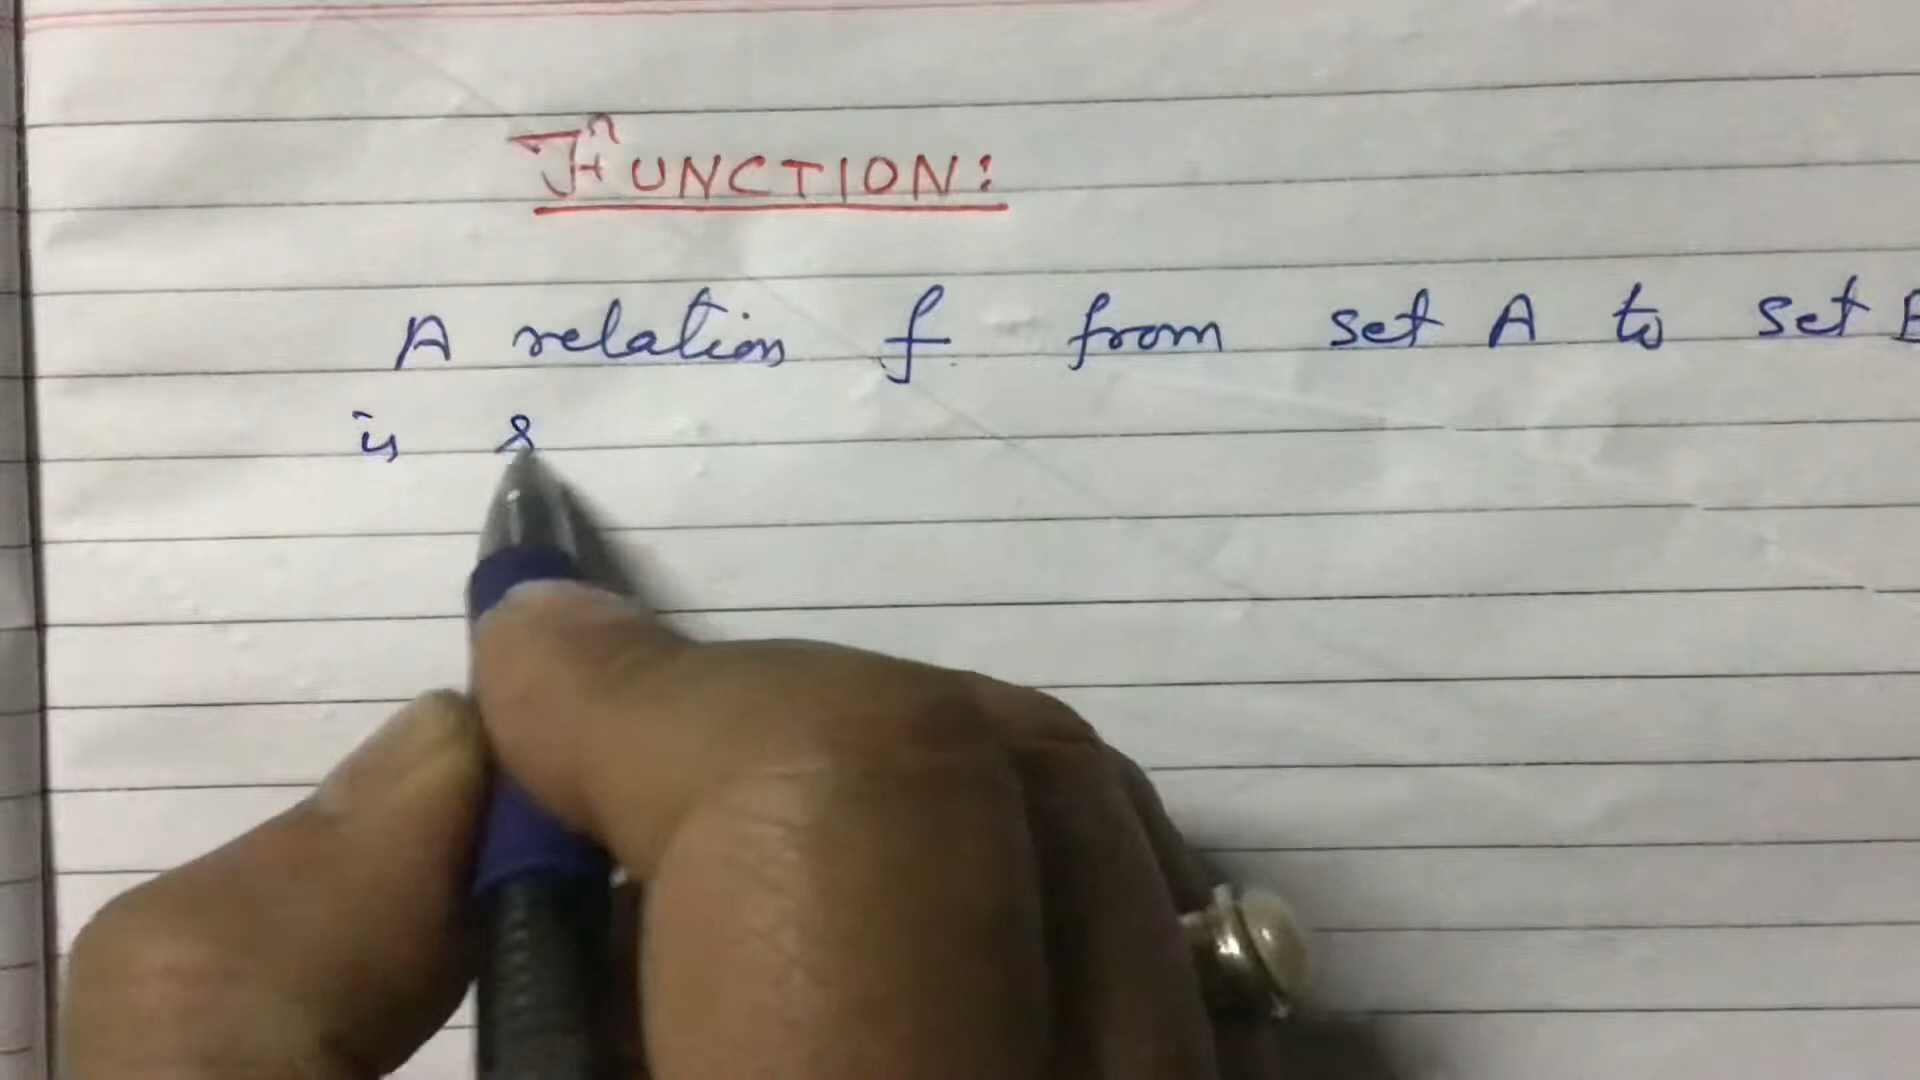 FUNCTION:
A relation f from set A to set B
is s